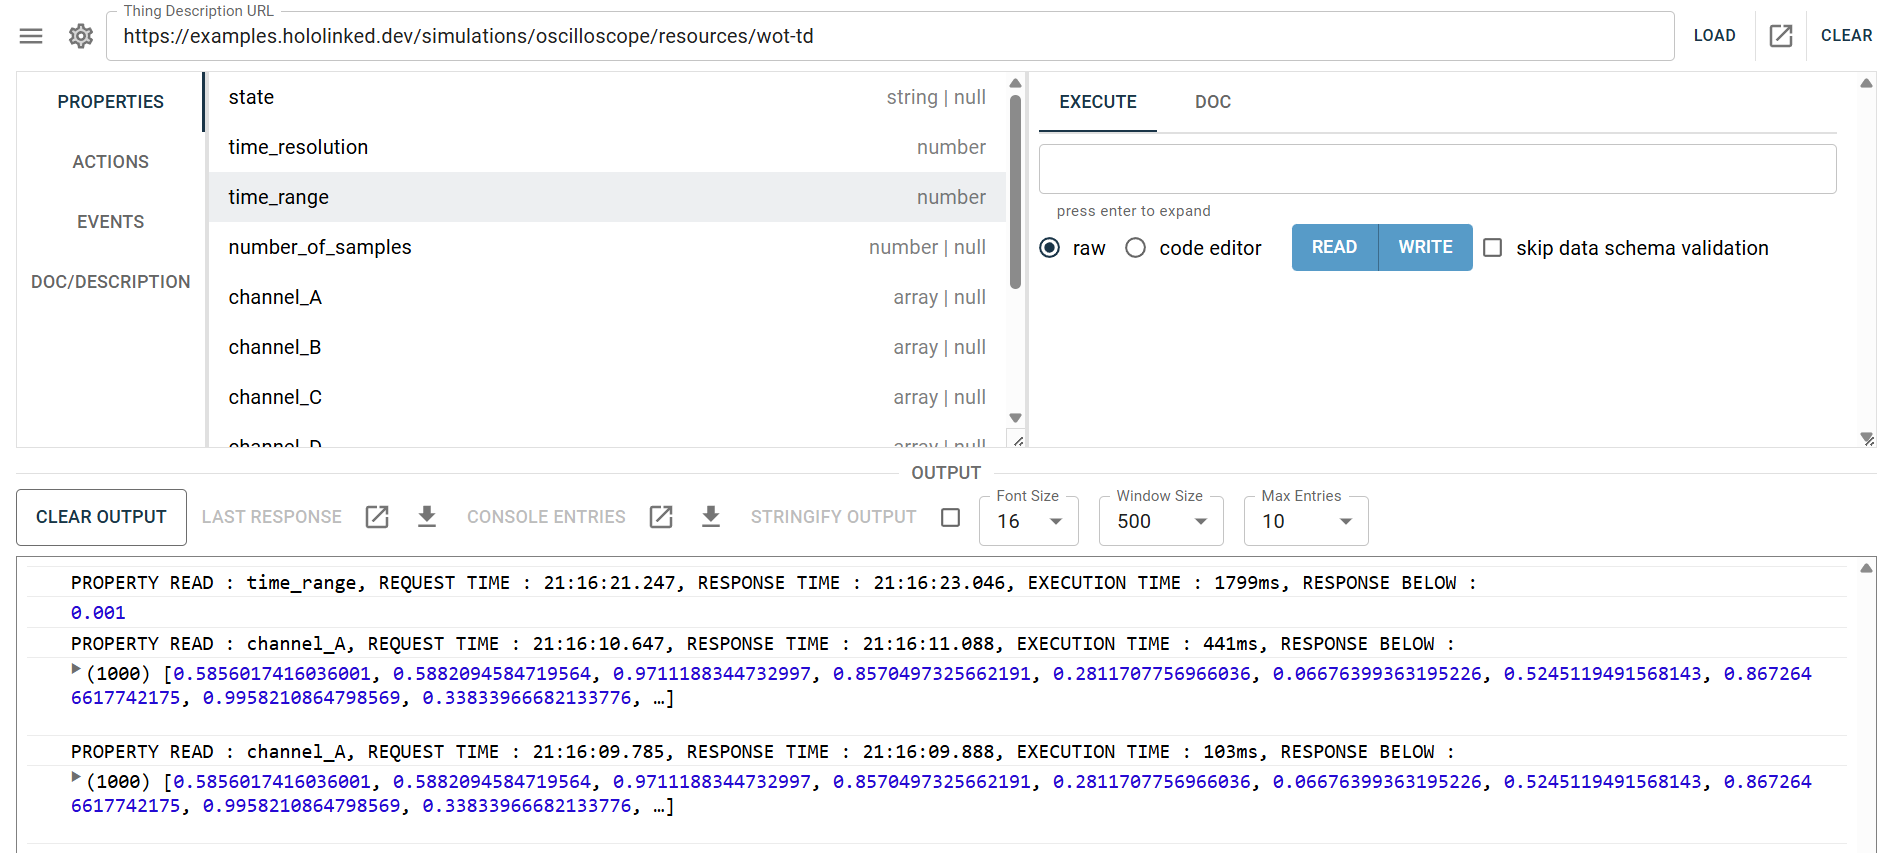 Thing Description URL
https://examples.hololinked.dev/simulations/oscilloscope/resources/wot-td
LOAD
CLEAR
PROPERTIES
ACTIONS
EVENTS
DOC/DESCRIPTION
state string | null
time_resolution number
time_range number
number_of_samples number | null
channel_A array | null
channel_B array | null
channel_C array | null
channel_D array | null
EXECUTE DOC
press enter to expand
raw code editor READ WRITE skip data schema validation
OUTPUT
CLEAR OUTPUT LAST RESPONSE CONSOLE ENTRIES STRINGIFY OUTPUT
Font Size
16
Window Size
500
Max Entries
10
PROPERTY READ : time_range, REQUEST TIME : 21:16:21.247, RESPONSE TIME : 21:16:23.046, EXECUTION TIME : 1799ms, RESPONSE BELOW :
0.001
PROPERTY READ : channel_A, REQUEST TIME : 21:16:10.647, RESPONSE TIME : 21:16:11.088, EXECUTION TIME : 441ms, RESPONSE BELOW :
(1000) [0.5856017416036001, 0.5882094584719564, 0.9711188344732997, 0.8570497325662191, 0.2811707756966036, 0.06676399363195226, 0.5245119491568143, 0.867264
6617742175, 0.9958210864798569, 0.33833966682133776, …]
PROPERTY READ : channel_A, REQUEST TIME : 21:16:09.785, RESPONSE TIME : 21:16:09.888, EXECUTION TIME : 103ms, RESPONSE BELOW :
(1000) [0.5856017416036001, 0.5882094584719564, 0.9711188344732997, 0.8570497325662191, 0.2811707756966036, 0.06676399363195226, 0.5245119491568143, 0.867264
6617742175, 0.9958210864798569, 0.33833966682133776, …]